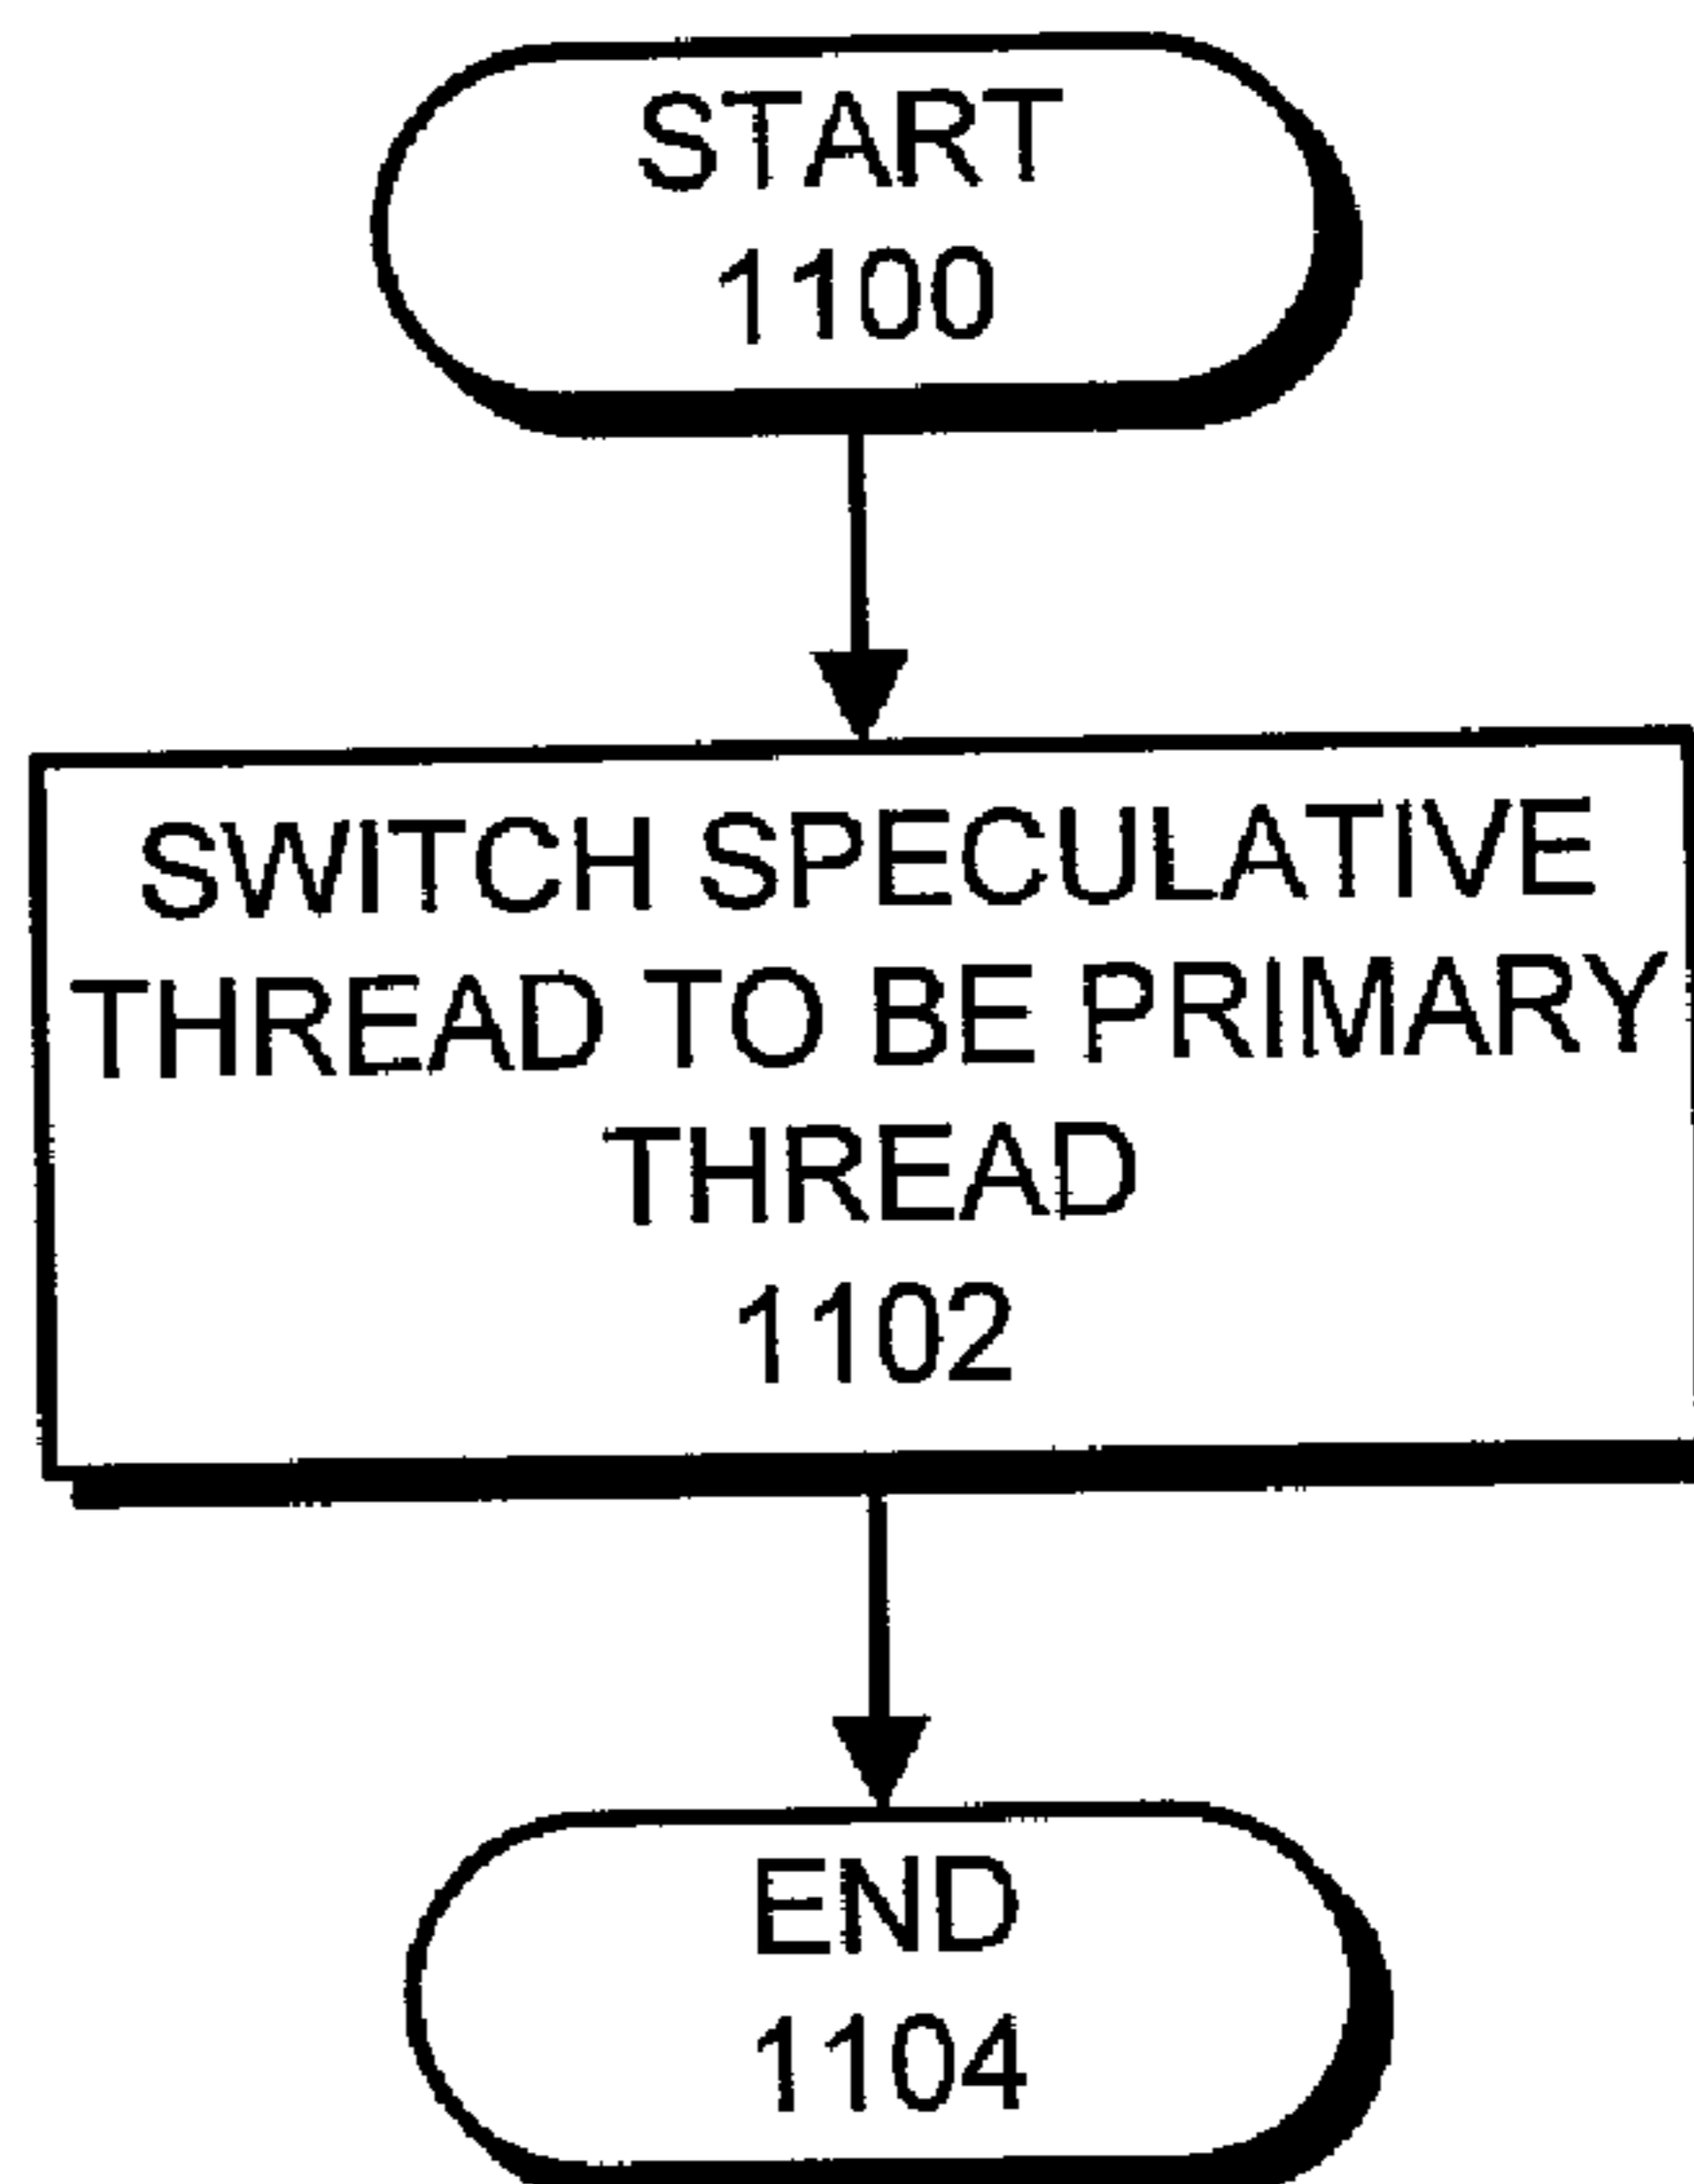 START
1100
SWITCH SPECULATIVE
THREAD TO BE PRIMARY
THREAD
1102
END
1104